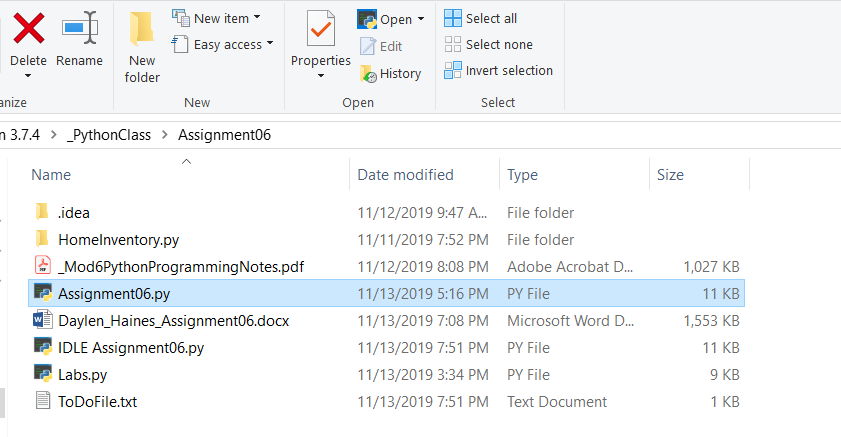 Delete
Rename
New folder
New item
Easy access
Properties
Open
Edit
History
Select all
Select none
Invert selection
anize
New
Open
Select
n 3.7.4 > _PythonClass > Assignment06
Name Date modified Type Size
.idea 11/12/2019 9:47 A... File folder
HomeInventory.py 11/11/2019 7:52 PM File folder
_Mod6PythonProgrammingNotes.pdf 11/12/2019 8:08 PM Adobe Acrobat D... 1,027 KB
Assignment06.py 11/13/2019 5:16 PM PY File 11 KB
Daylen_Haines_Assignment06.docx 11/13/2019 7:08 PM Microsoft Word D... 1,553 KB
IDLE Assignment06.py 11/13/2019 7:51 PM PY File 11 KB
Labs.py 11/13/2019 3:34 PM PY File 9 KB
ToDoFile.txt 11/13/2019 7:51 PM Text Document 1 KB